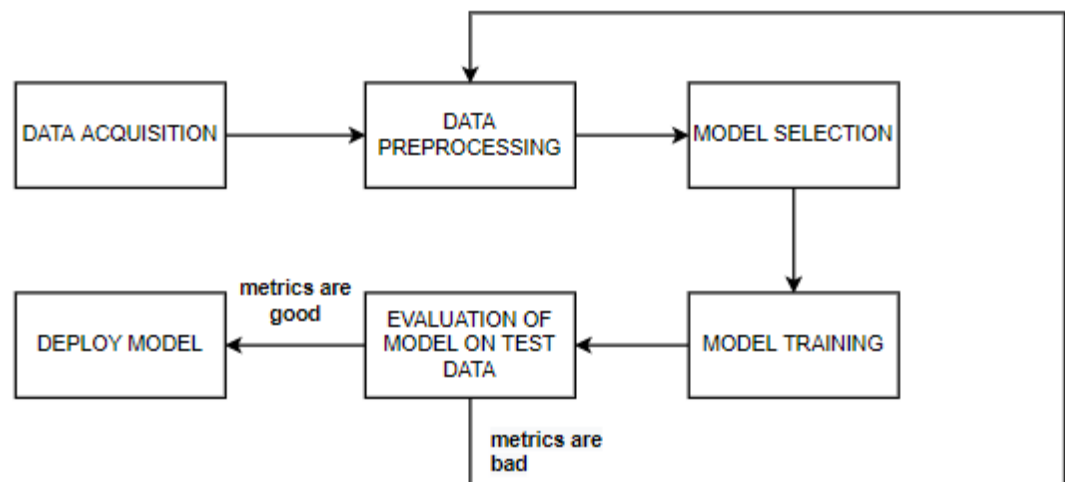 DATA ACQUISITION
DATA
PREPROCESSING
MODEL SELECTION
metrics are
good
DEPLOY MODEL
EVALUATION OF
MODEL ON TEST
DATA
MODEL TRAINING
metrics are
bad